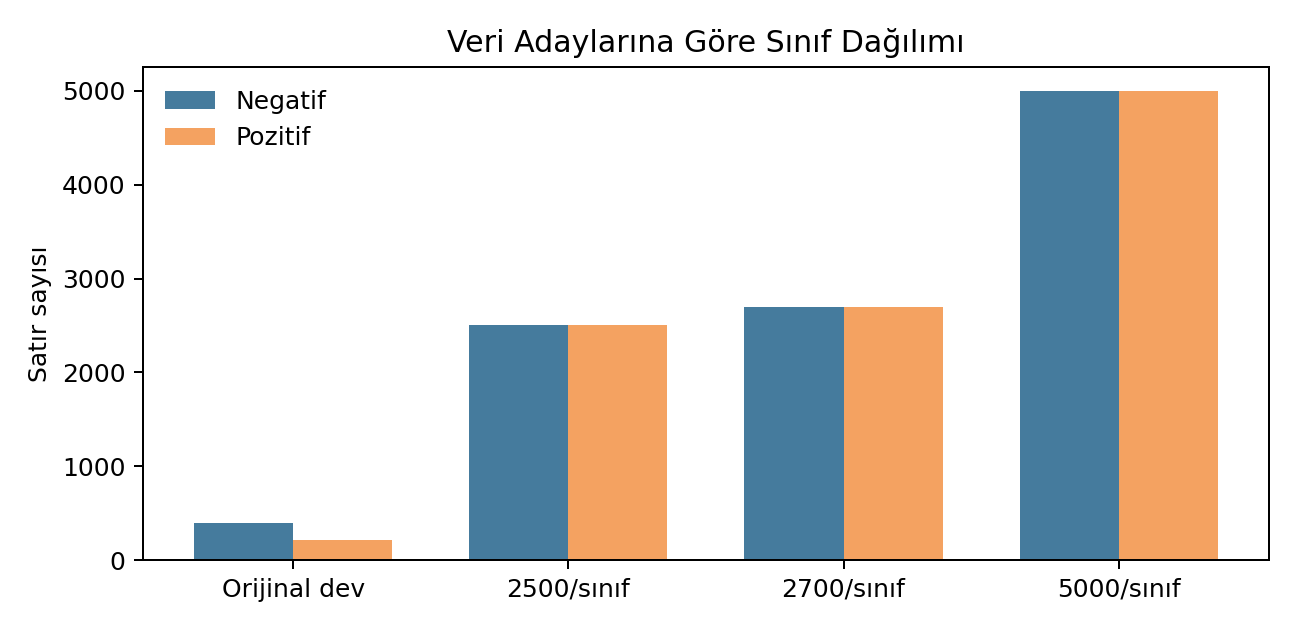 Veri Adaylarına Göre Sınıf Dağılımı
Negatif
Pozitif
Satır sayısı
5000
4000
3000
2000
1000
0
Orijinal dev
2500/sınıf
2700/sınıf
5000/sınıf